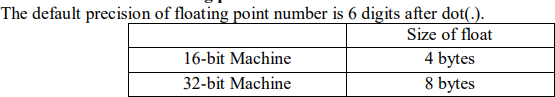 The default precision of floating point number is 6 digits after dot(.).
Size of float
16-bit Machine 4 bytes
32-bit Machine 8 bytes